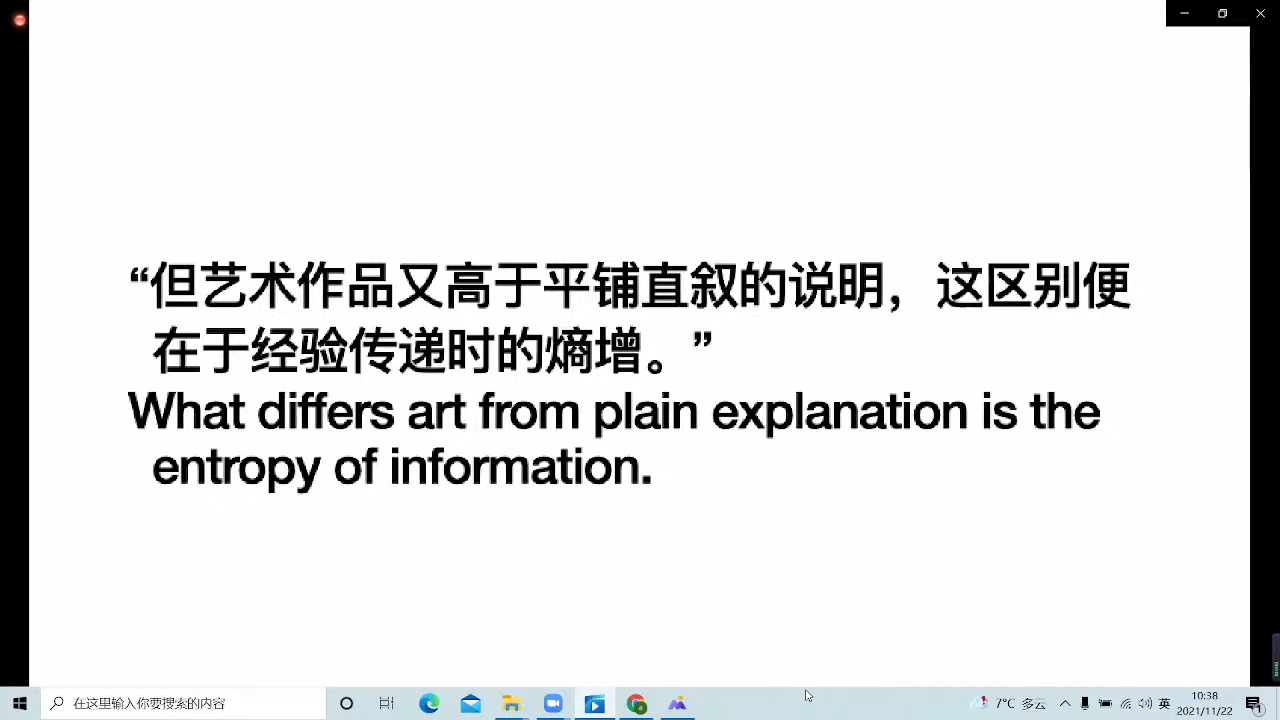 “但艺术作品又高于平铺直叙的说明，这区别便
在于经验传递时的熵增。”
What differs art from plain explanation is the
entropy of information.
在这里输入你要搜索的内容
7°C 多云
英
10:38
2021/11/22
1